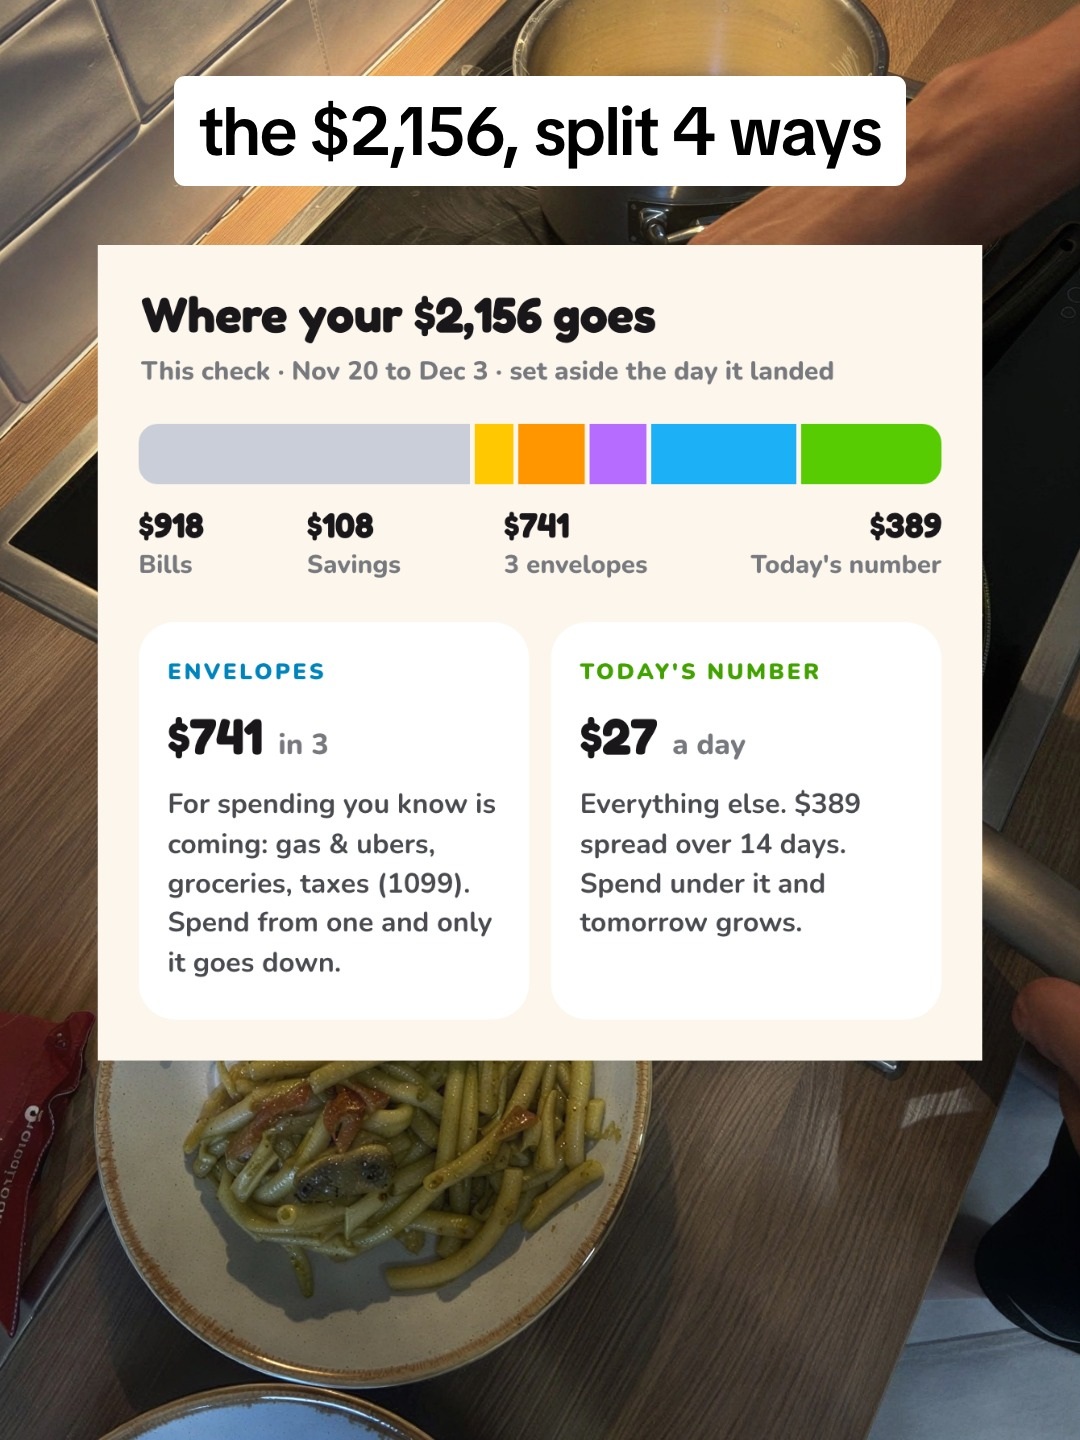 the $2,156, split 4 ways
Where your $2,156 goes
This check · Nov 20 to Dec 3 · set aside the day it landed
$918
Bills
$108
Savings
$741
3 envelopes
$389
Today's number
ENVELOPES
$741 in 3
For spending you know is
coming: gas & ubers,
groceries, taxes (1099).
Spend from one and only
it goes down.
TODAY'S NUMBER
$27 a day
Everything else. $389
spread over 14 days.
Spend under it and
tomorrow grows.